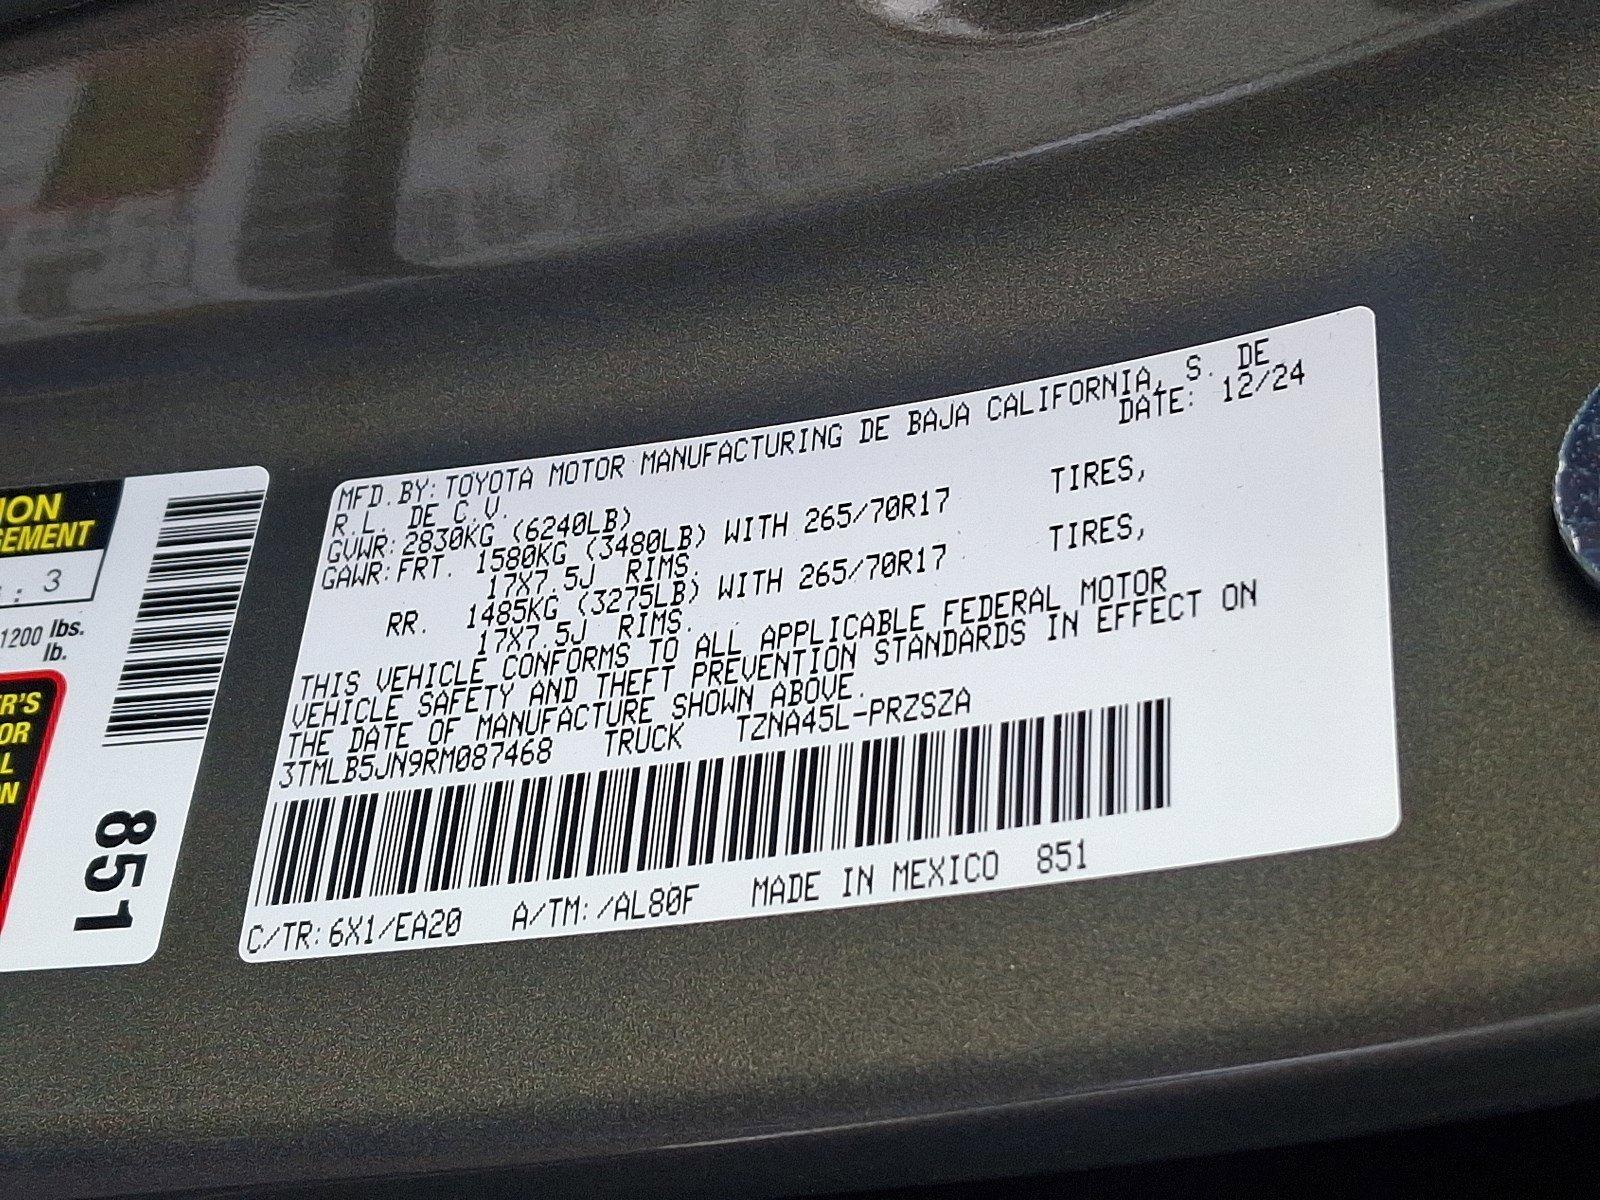 MFD.BY: TOYOTA MOTOR MANUFACTURING DE BAJA CALIFORNIA, S. DE
R.L. DE C.V. DATE: 12/24
GVWR: 2830KG (6240LB)
GAWR: FRT. 1580KG (3480LB) WITH 265/70R17 TIRES,
17X7.5J RIMS.
RR. 1485KG (3275LB) WITH 265/70R17 TIRES,
17X7.5J RIMS.
THIS VEHICLE CONFORMS TO ALL APPLICABLE FEDERAL MOTOR
VEHICLE SAFETY AND THEFT PREVENTION STANDARDS IN EFFECT ON
THE DATE OF MANUFACTURE SHOWN ABOVE.
3TMLB5JN9RM087468 TRUCK TZNA45L-PRZSZA
C/TR: 6X1/EA20 A/TM: /AL80F MADE IN MEXICO 851
ION
GEMENT
: 3
1200 lbs.
lb.
R'S
OR
L
N
851